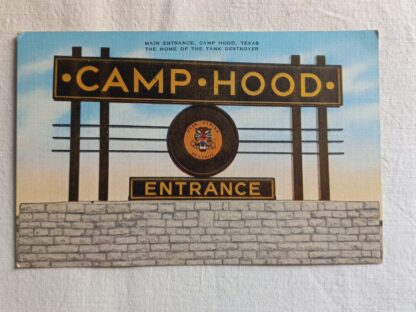 MAIN ENTRANCE, CAMP HOOD, TEXAS
THE HOME OF THE TANK DESTROYER
·CAMP·HOOD·
ENTRANCE